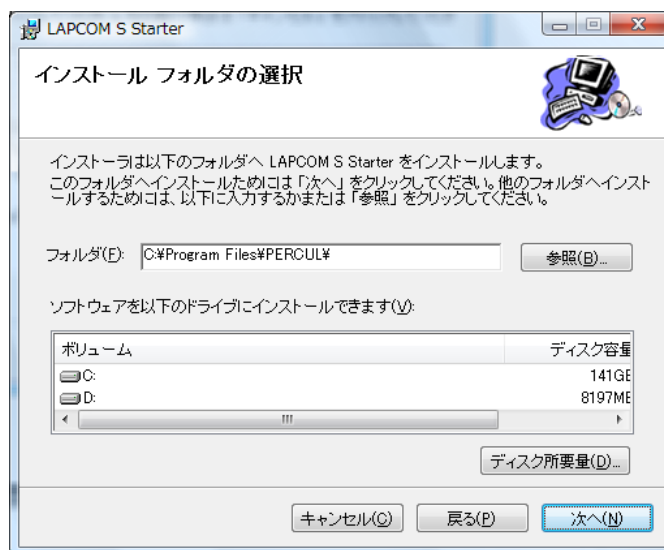 LAPCOM S Starter
インストール フォルダの選択
インストーラは以下のフォルダへ LAPCOM S Starter をインストールします。
このフォルダへインストールためには「次へ」をクリックしてください。他のフォルダへインスト
ールするためには、以下に入力するかまたは「参照」をクリックしてください。
フォルダ(F): C:¥Program Files¥PERCUL¥ 参照(B)...
ソフトウェアを以下のドライブにインストールできます(V):
ボリューム ディスク容量
C: 141GB
D: 8197MB
ディスク所要量(D)...
キャンセル(C) 戻る(P) 次へ(N)